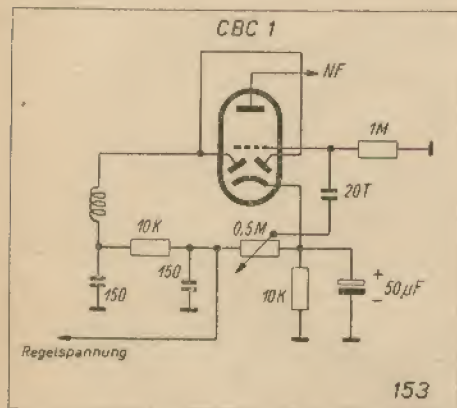 CBC 1
NF
1M
20T
10K
0,5M
150
150
10K
+
50µF
−
Regelspannung
153